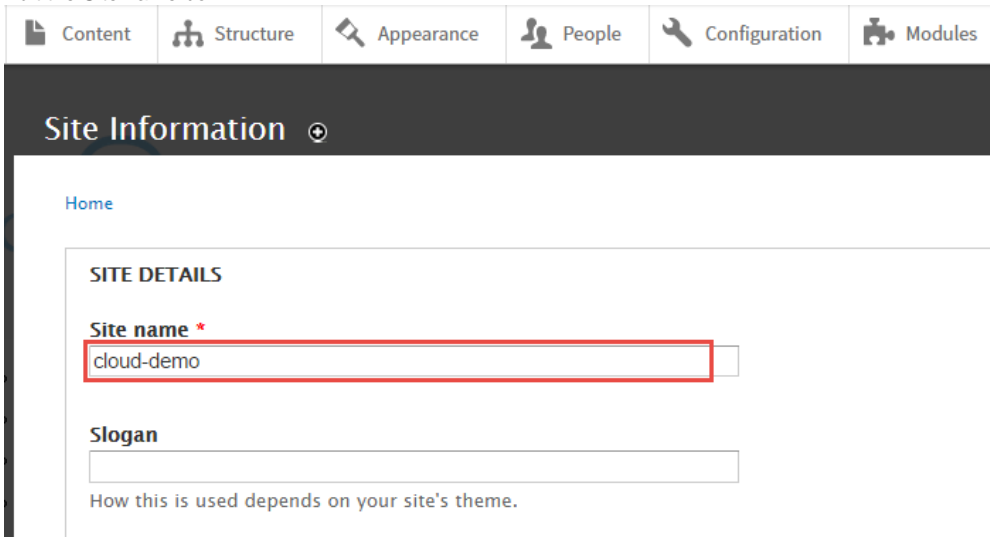 Content Structure Appearance People Configuration Modules
Site Information
Home
SITE DETAILS
Site name *
cloud-demo
Slogan
How this is used depends on your site's theme.